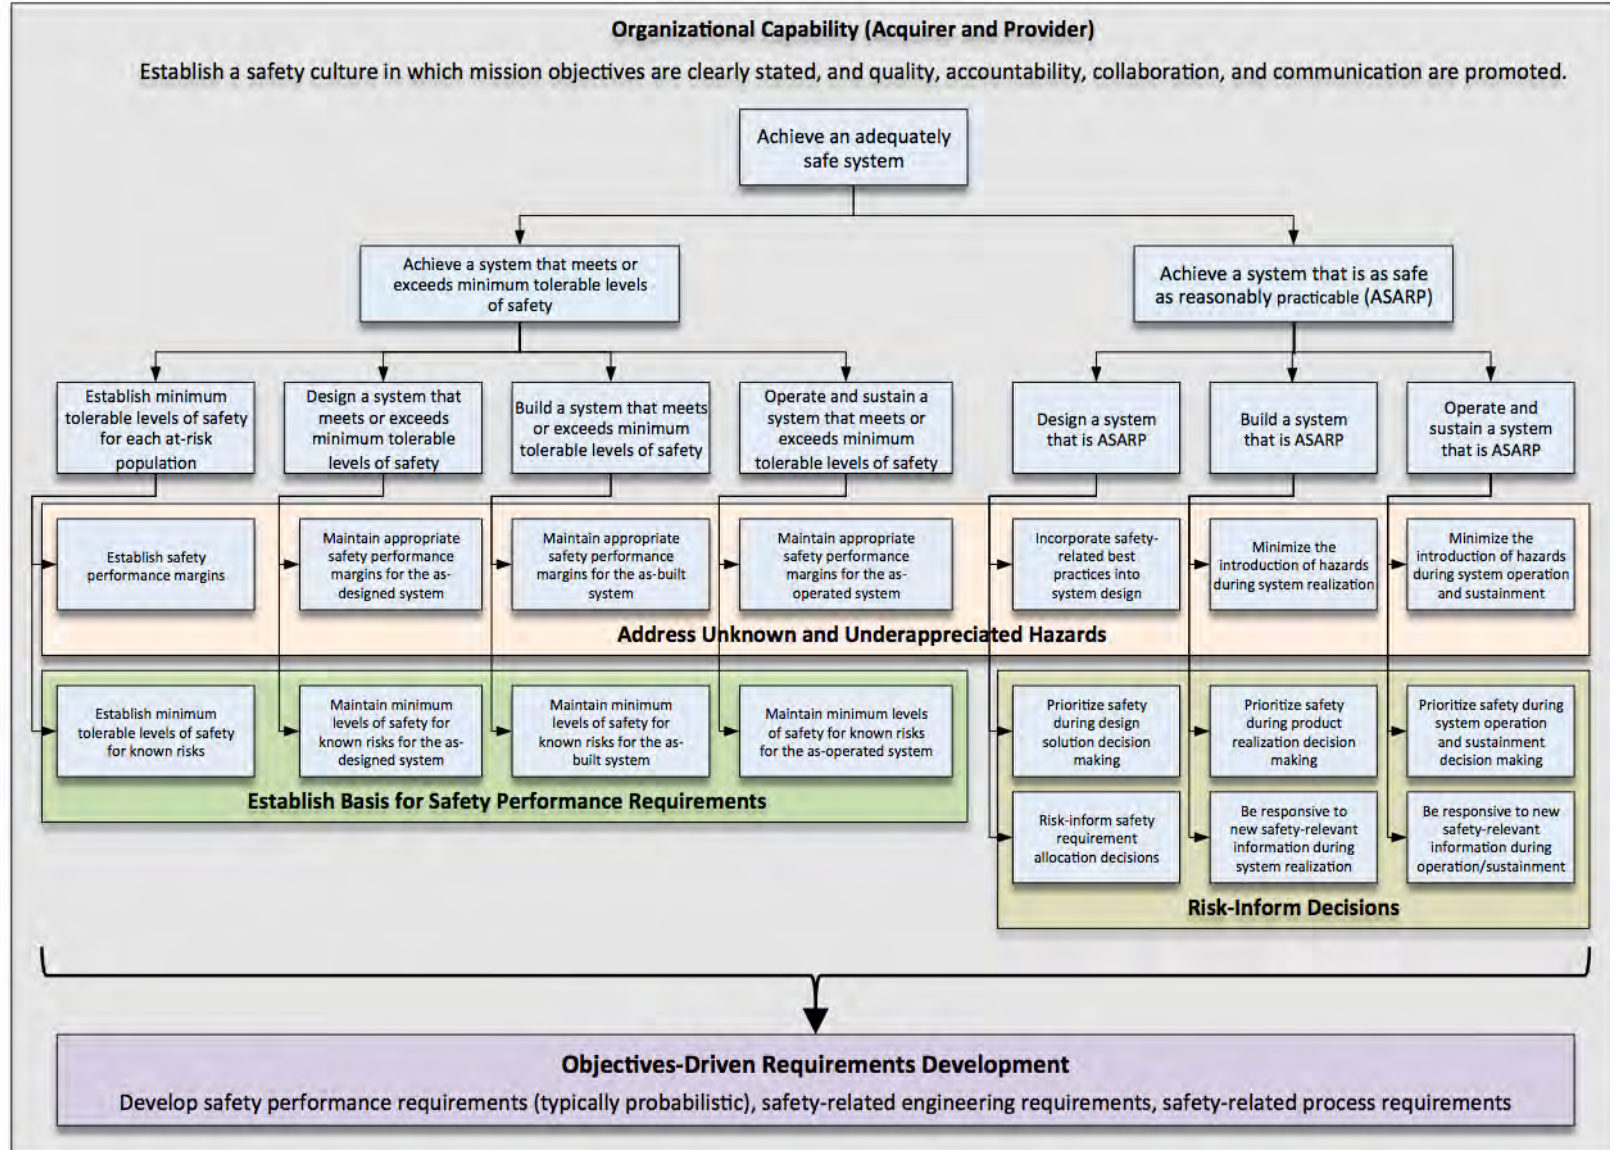 Organizational Capability (Acquirer and Provider)
Establish a safety culture in which mission objectives are clearly stated, and quality, accountability, collaboration, and communication are promoted.
Achieve an adequately
safe system
Achieve a system that meets or
exceeds minimum tolerable levels
of safety
Achieve a system that is as safe
as reasonably practicable (ASARP)
Establish minimum
tolerable levels of safety
for each at-risk
population
Design a system that
meets or exceeds
minimum tolerable
levels of safety
Build a system that meets
or exceeds minimum
tolerable levels of safety
Operate and sustain a
system that meets or
exceeds minimum
tolerable levels of safety
Design a system
that is ASARP
Build a system
that is ASARP
Operate and
sustain a system
that is ASARP
Establish safety
performance margins
Maintain appropriate
safety performance
margins for the as-
designed system
Maintain appropriate
safety performance
margins for the as-built
system
Maintain appropriate
safety performance
margins for the as-
operated system
Incorporate safety-
related best
practices into
system design
Minimize the
introduction of hazards
during system realization
Minimize the
introduction of hazards
during system operation
and sustainment
Address Unknown and Underappreciated Hazards
Establish minimum
tolerable levels of safety
for known risks
Maintain minimum
levels of safety for
known risks for the as-
designed system
Maintain minimum
levels of safety for
known risks for the as-
built system
Maintain minimum levels
of safety for known risks
for the as-operated system
Establish Basis for Safety Performance Requirements
Prioritize safety
during design
solution decision
making
Prioritize safety
during product
realization decision
making
Prioritize safety during
system operation
and sustainment
decision making
Risk-inform safety
requirement
allocation decisions
Be responsive to
new safety-relevant
information during
system realization
Be responsive to new
safety-relevant
information during
operation/sustainment
Risk-Inform Decisions
Objectives-Driven Requirements Development
Develop safety performance requirements (typically probabilistic), safety-related engineering requirements, safety-related process requirements